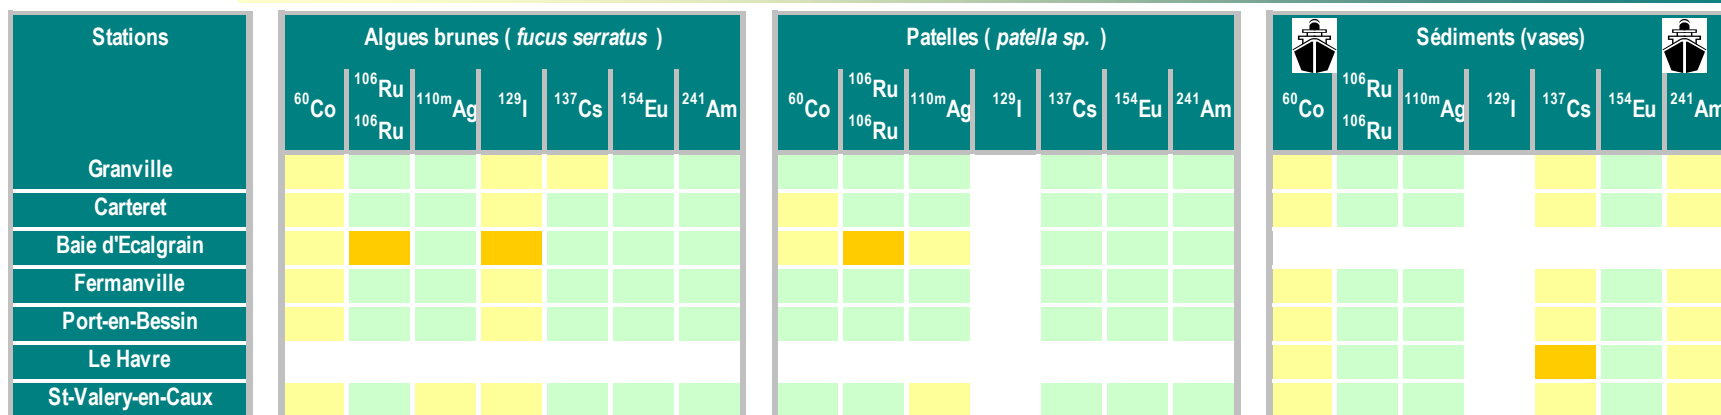 Stations
Algues brunes ( fucus serratus )
Patelles ( patella sp. )
Sédiments (vases)
60Co 106Ru 106Ru 110mAg 129I 137Cs 154Eu 241Am
60Co 106Ru 106Ru 110mAg 129I 137Cs 154Eu 241Am
60Co 106Ru 106Ru 110mAg 129I 137Cs 154Eu 241Am
Granville
Carteret
Baie d'Ecalgrain
Fermanville
Port-en-Bessin
Le Havre
St-Valery-en-Caux